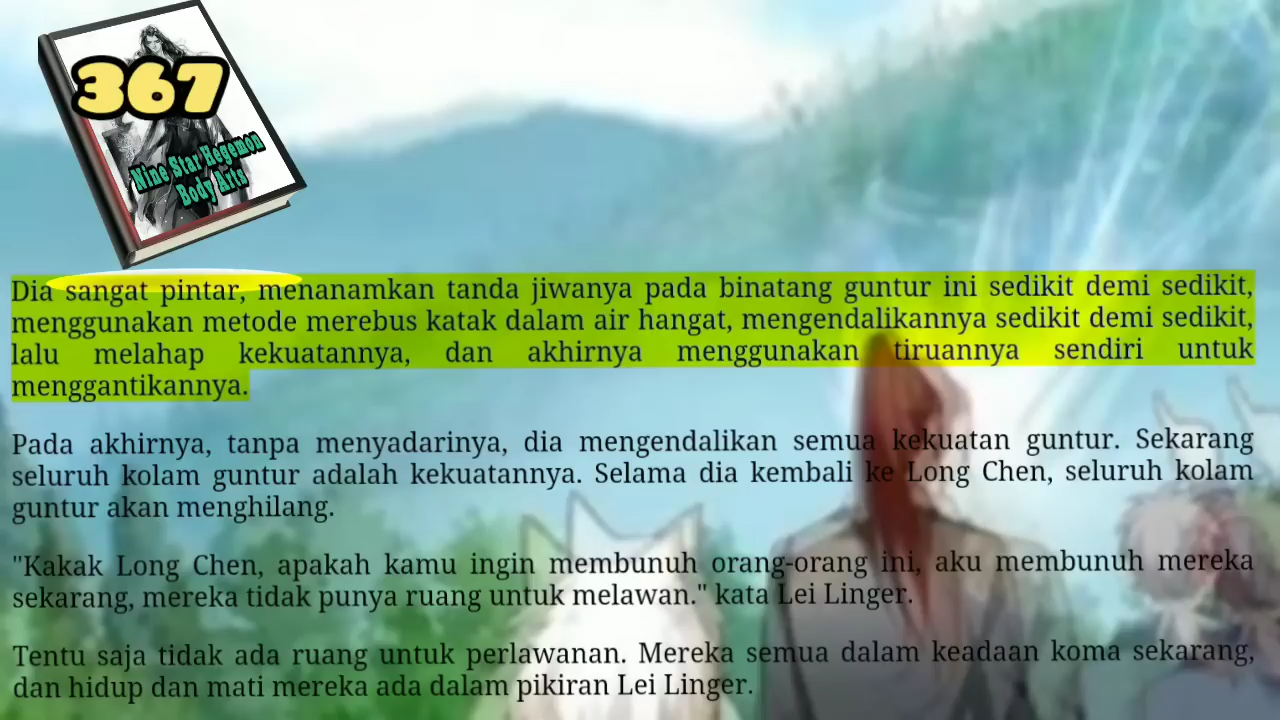 367
Nine Star Hegemon
Body Arts
Dia sangat pintar, menanamkan tanda jiwanya pada binatang guntur ini sedikit demi sedikit,
menggunakan metode merebus katak dalam air hangat, mengendalikannya sedikit demi sedikit,
lalu melahap kekuatannya, dan akhirnya menggunakan tiruannya sendiri untuk
menggantikannya.
Pada akhirnya, tanpa menyadarinya, dia mengendalikan semua kekuatan guntur. Sekarang
seluruh kolam guntur adalah kekuatannya. Selama dia kembali ke Long Chen, seluruh kolam
guntur akan menghilang.
"Kakak Long Chen, apakah kamu ingin membunuh orang-orang ini, aku membunuh mereka
sekarang, mereka tidak punya ruang untuk melawan." kata Lei Linger.
Tentu saja tidak ada ruang untuk perlawanan. Mereka semua dalam keadaan koma sekarang,
dan hidup dan mati mereka ada dalam pikiran Lei Linger.